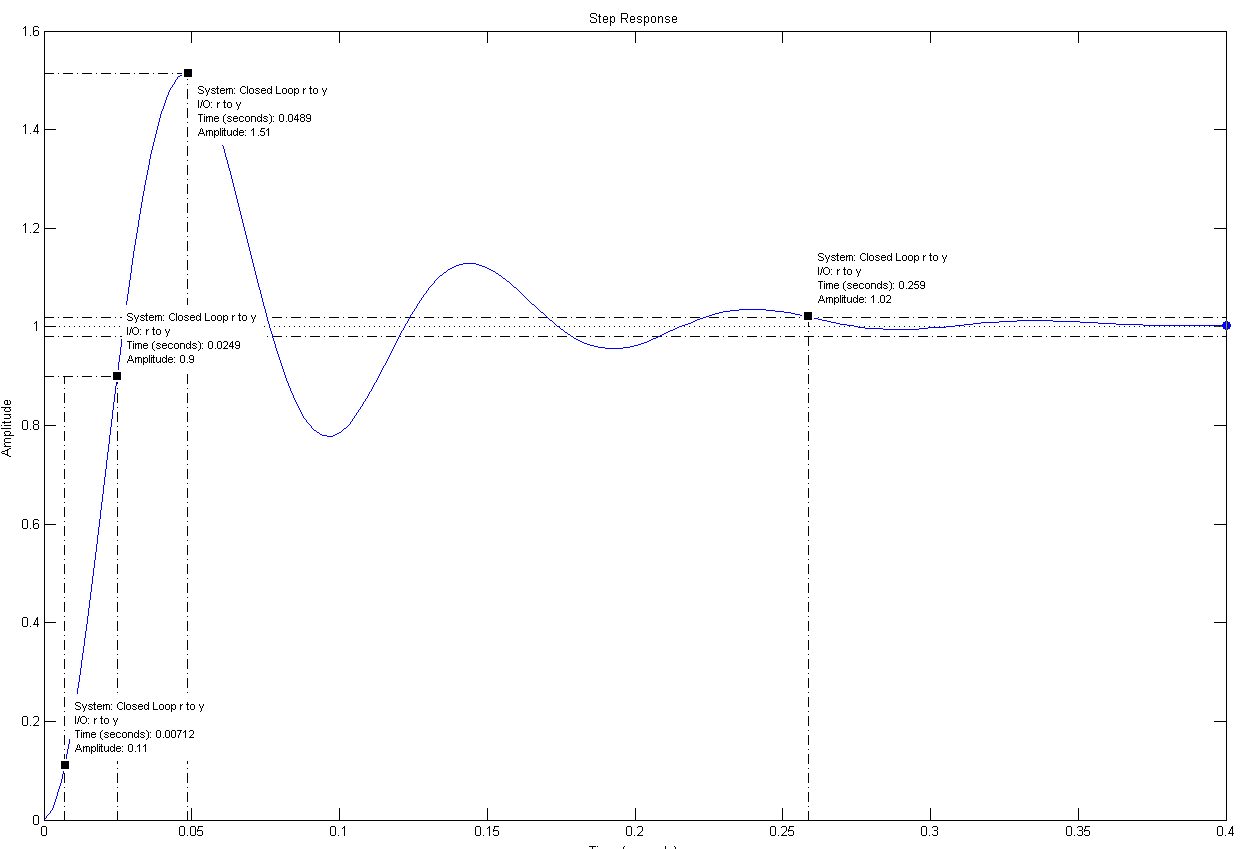 Step Response
1.6
System: Closed Loop r to y
I/O: r to y
Time (seconds): 0.0489
Amplitude: 1.51
1.4
1.2
System: Closed Loop r to y
I/O: r to y
Time (seconds): 0.259
Amplitude: 1.02
System: Closed Loop r to y
I/O: r to y
Time (seconds): 0.0249
Amplitude: 0.9
1
0.8
Amplitude
0.6
0.4
0.2
System: Closed Loop r to y
I/O: r to y
Time (seconds): 0.00712
Amplitude: 0.11
0
0 0.05 0.1 0.15 0.2 0.25 0.3 0.35 0.4